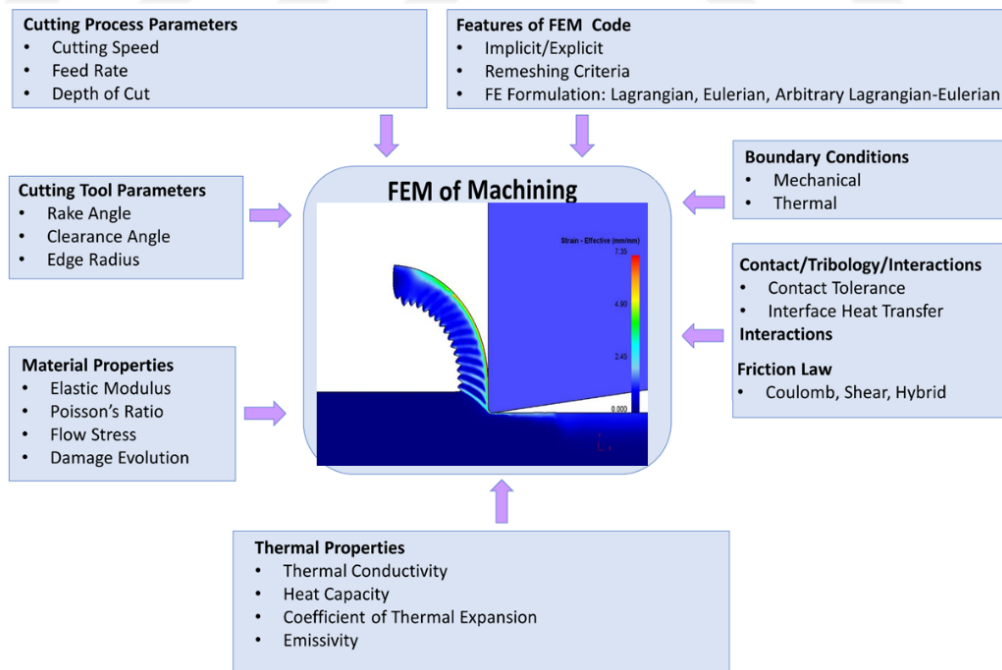 Cutting Process Parameters
• Cutting Speed
• Feed Rate
• Depth of Cut
Features of FEM Code
• Implicit/Explicit
• Remeshing Criteria
• FE Formulation: Lagrangian, Eulerian, Arbitrary Lagrangian-Eulerian
Cutting Tool Parameters
• Rake Angle
• Clearance Angle
• Edge Radius
FEM of Machining
Strain - Effective (mm/mm)
7.35
4.90
2.45
0.000
Boundary Conditions
• Mechanical
• Thermal
Contact/Tribology/Interactions
• Contact Tolerance
• Interface Heat Transfer
Interactions
Friction Law
• Coulomb, Shear, Hybrid
Material Properties
• Elastic Modulus
• Poisson's Ratio
• Flow Stress
• Damage Evolution
Thermal Properties
• Thermal Conductivity
• Heat Capacity
• Coefficient of Thermal Expansion
• Emissivity